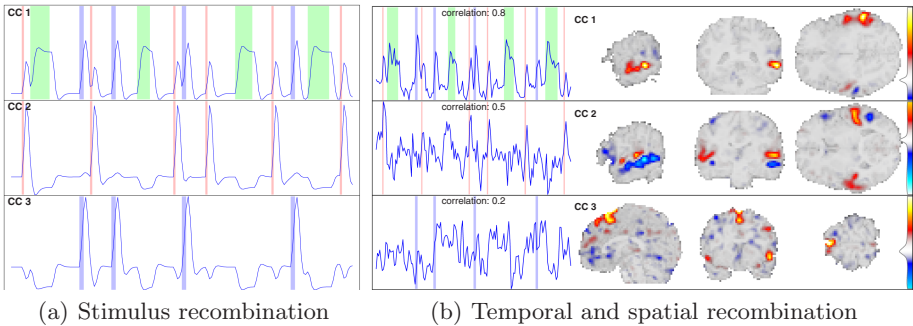 CC 1
correlation: 0.8
CC 1
CC 2
correlation: 0.5
CC 2
CC 3
correlation: 0.2
CC 3
(a) Stimulus recombination
(b) Temporal and spatial recombination